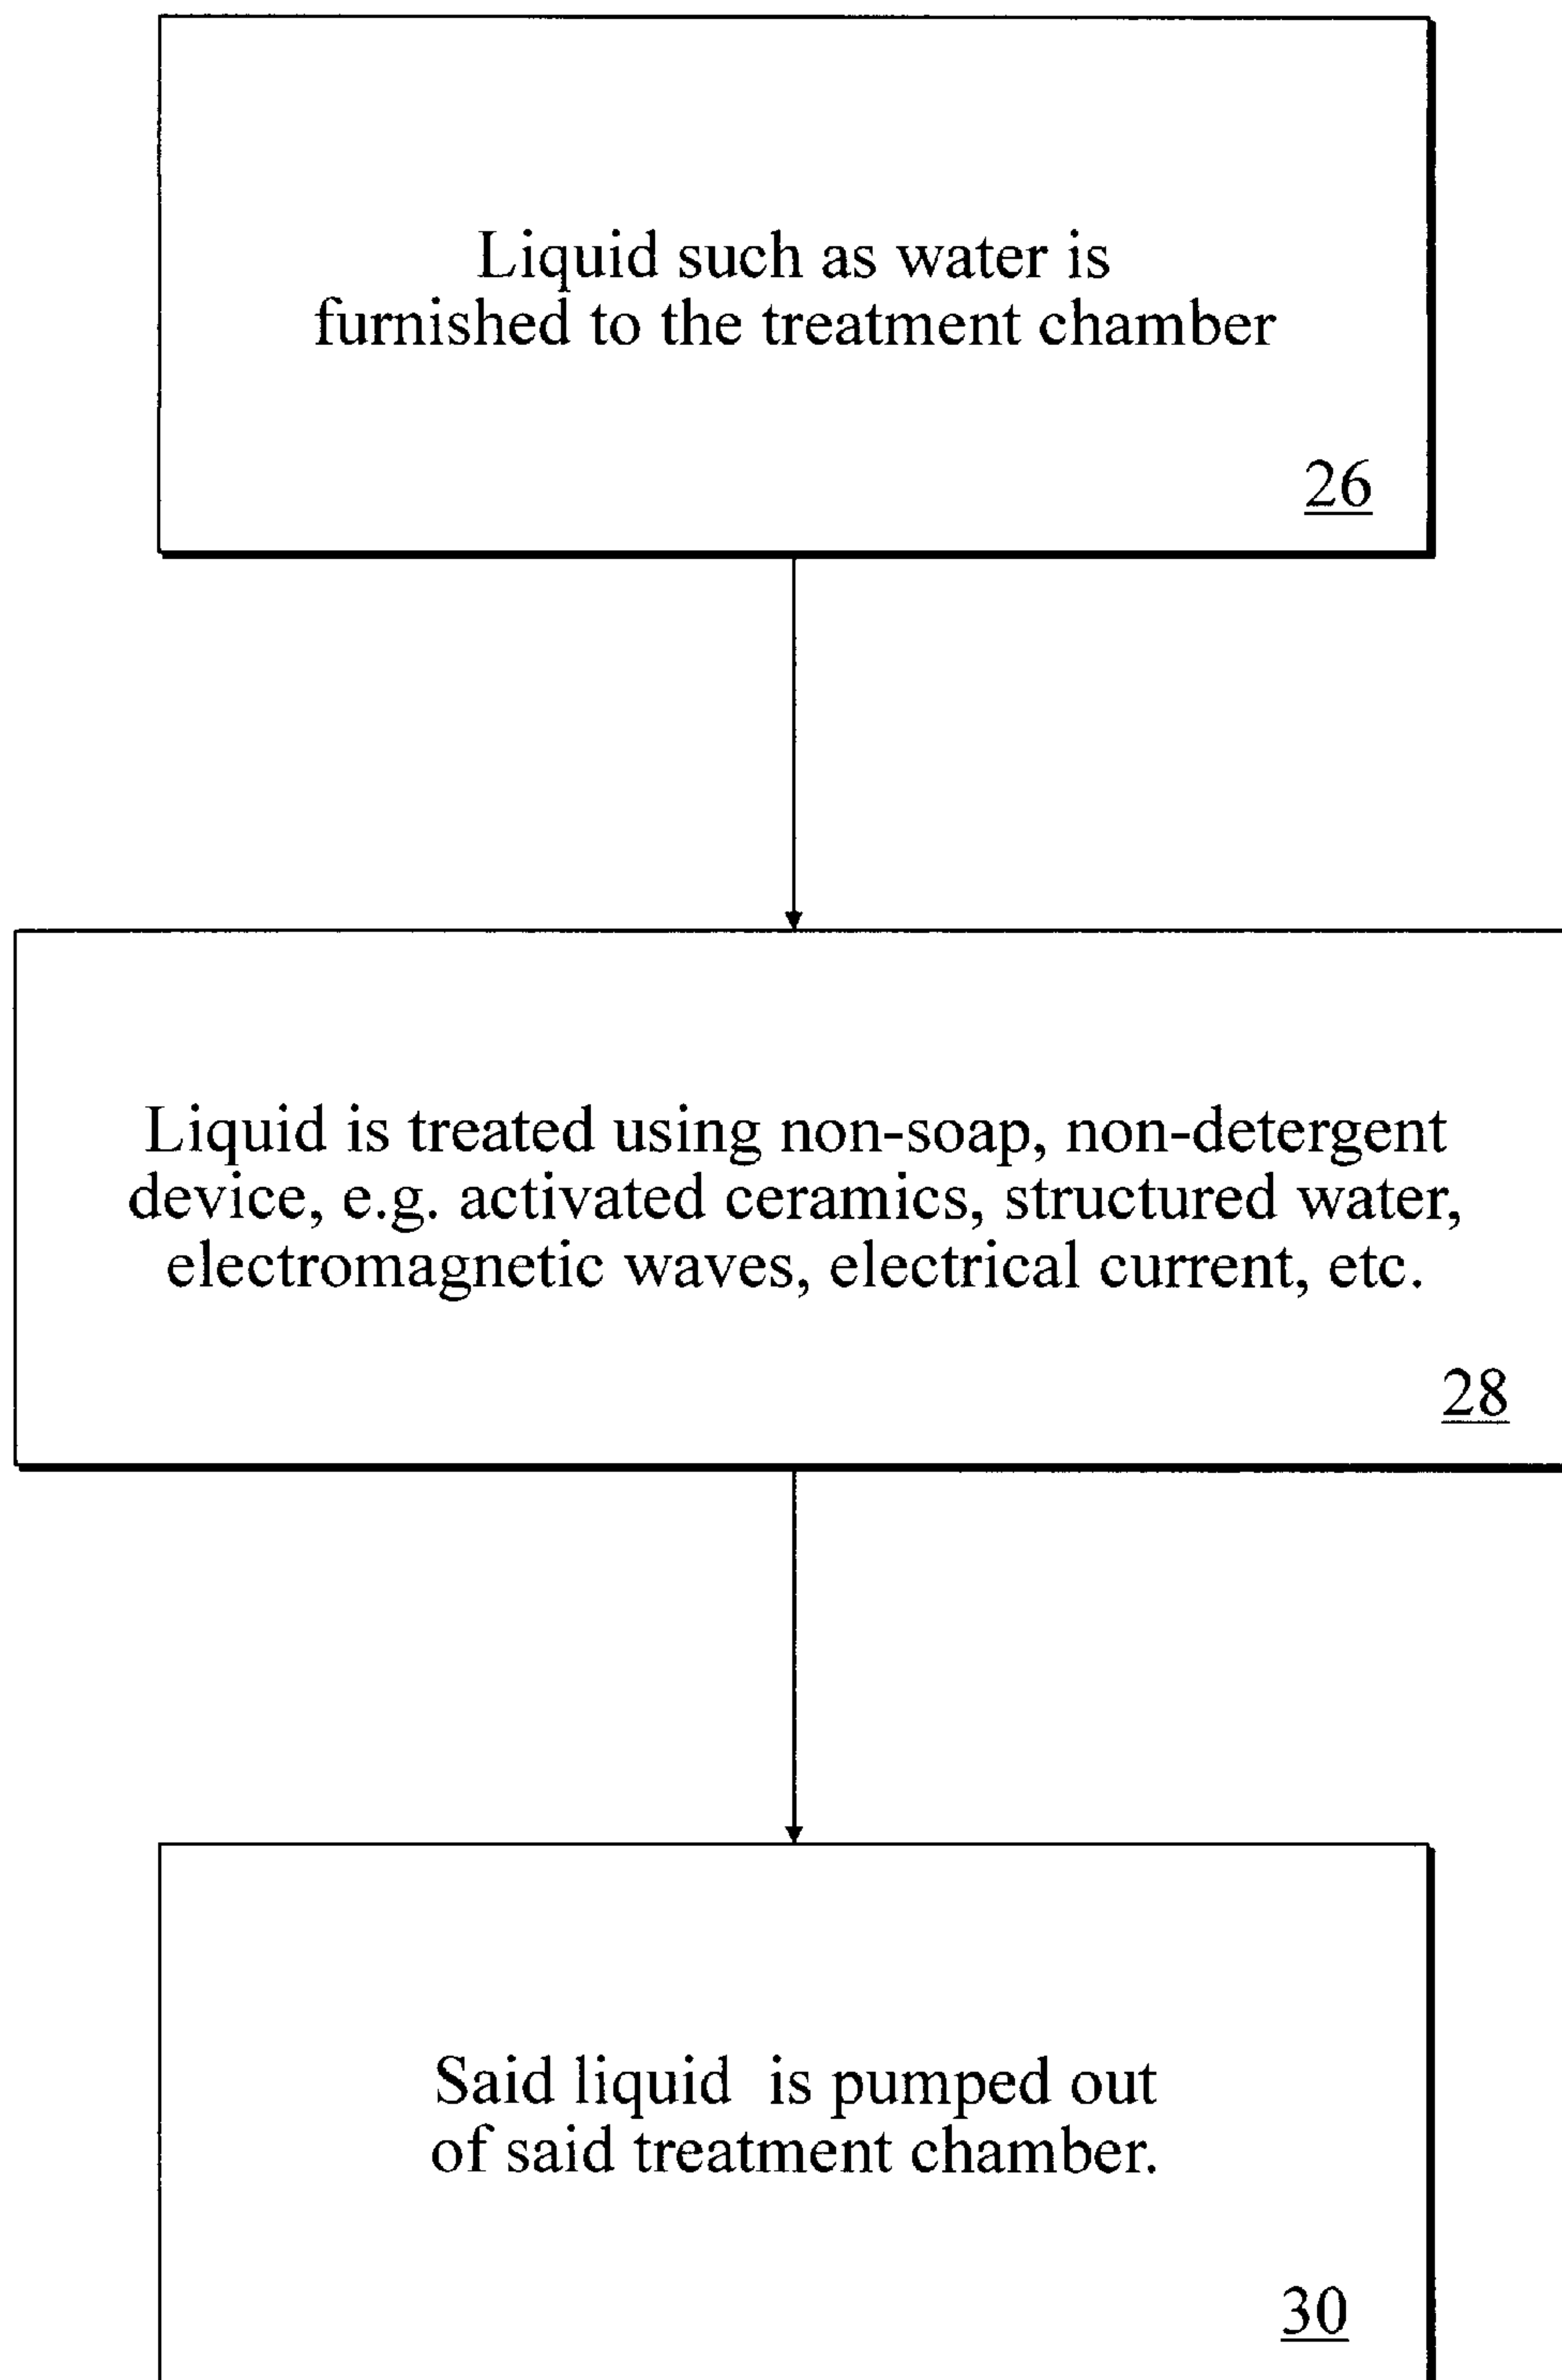 Liquid such as water is
furnished to the treatment chamber
26
Liquid is treated using non-soap, non-detergent
device, e.g. activated ceramics, structured water,
electromagnetic waves, electrical current, etc.
28
Said liquid  is pumped out
of said treatment chamber.
30